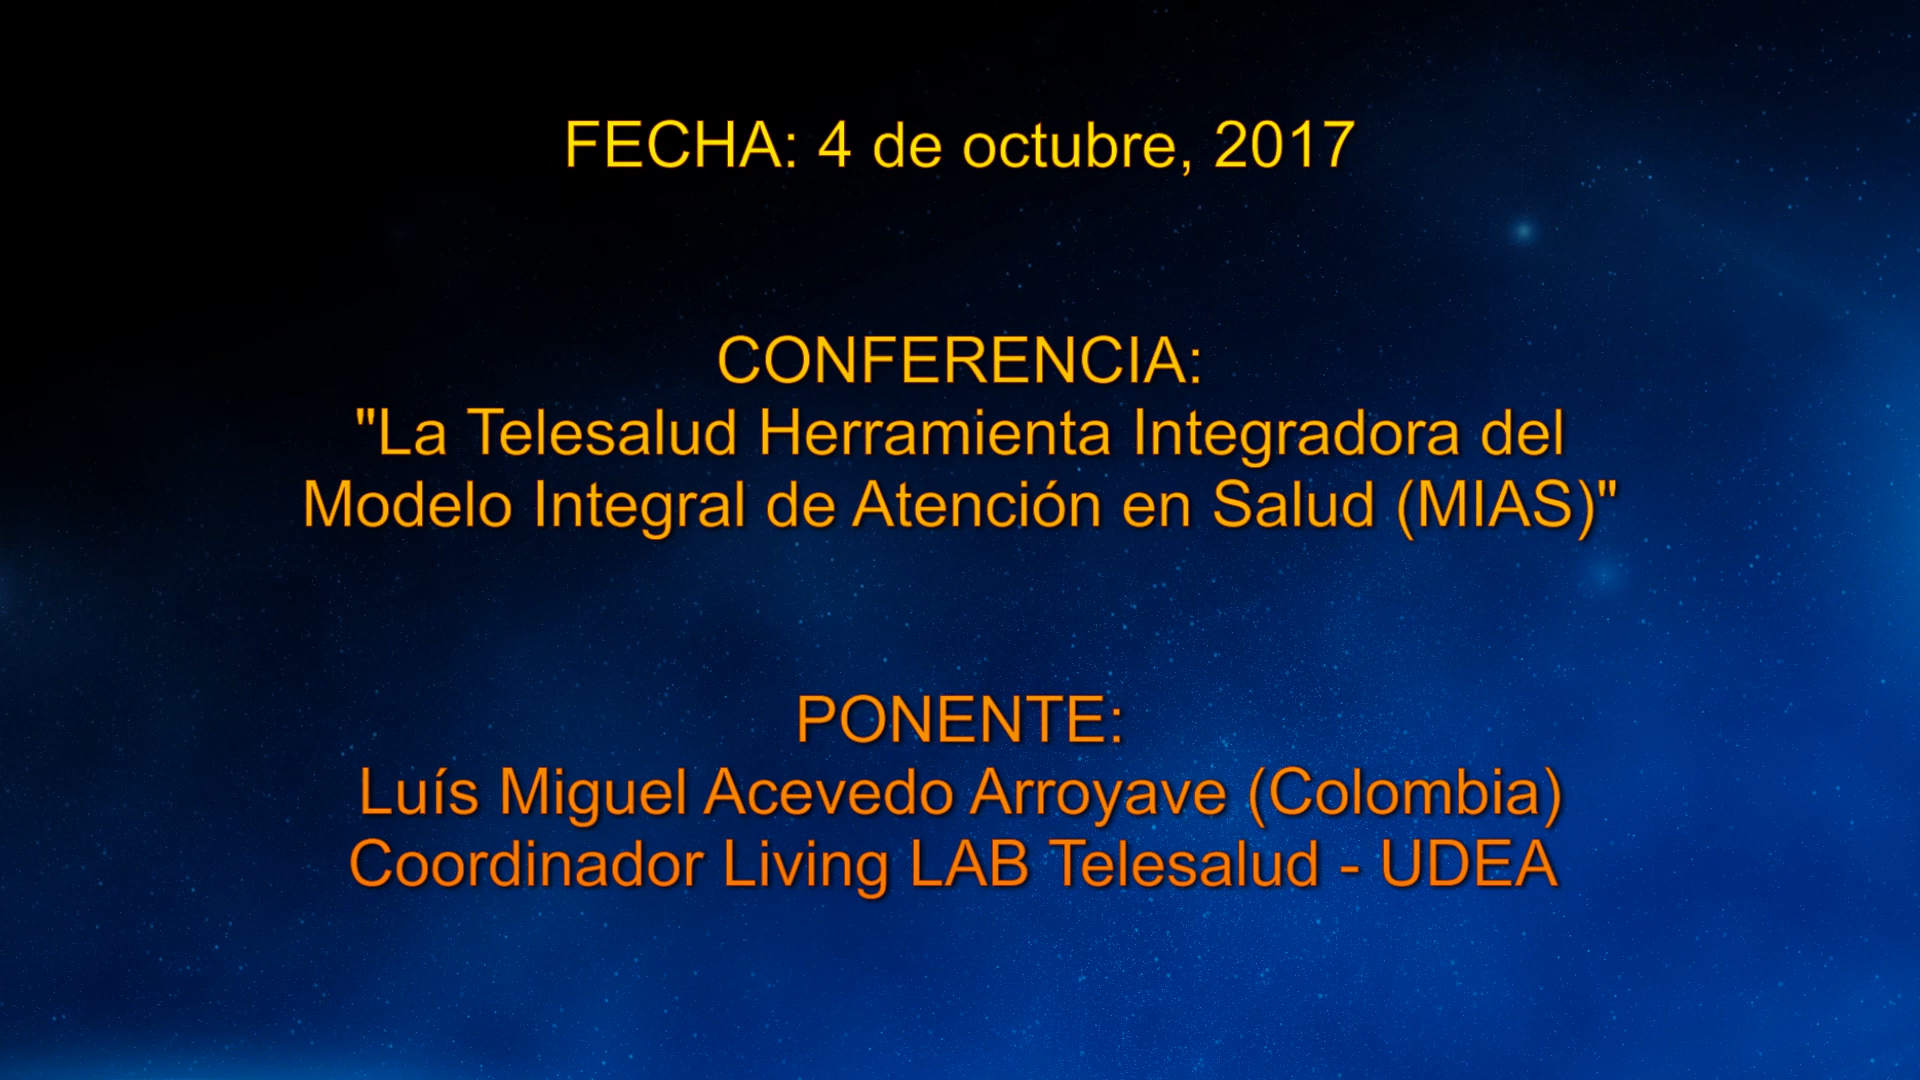 FECHA: 4 de octubre, 2017
CONFERENCIA:
"La Telesalud Herramienta Integradora del
Modelo Integral de Atención en Salud (MIAS)"
PONENTE:
Luís Miguel Acevedo Arroyave (Colombia)
Coordinador Living LAB Telesalud - UDEA